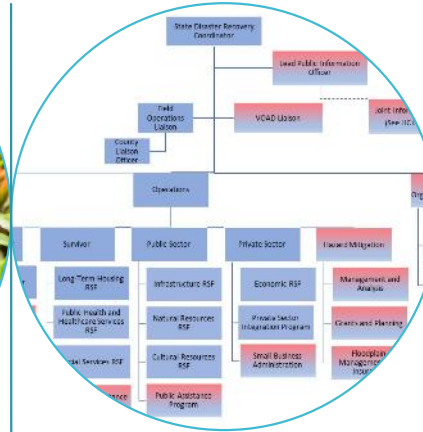 State Disaster Recovery
Coordinator
Lead Public Information
Officer
Field
Operations
Liaison
VOAD Liaison
County
Liaison
Officer
Operations
Survivor
Public Sector
Private Sector
Hazard Mitigation
Long-Term Housing
RSF
Infrastructure RSF
Economic RSF
Management and
Analysis
Public Health and
Healthcare Services
RSF
Natural Resources
RSF
Private Sector
Integration Program
Grants and Planning
Services RSF
Cultural Resources
RSF
Small Business
Administration
Public Assistance
Program